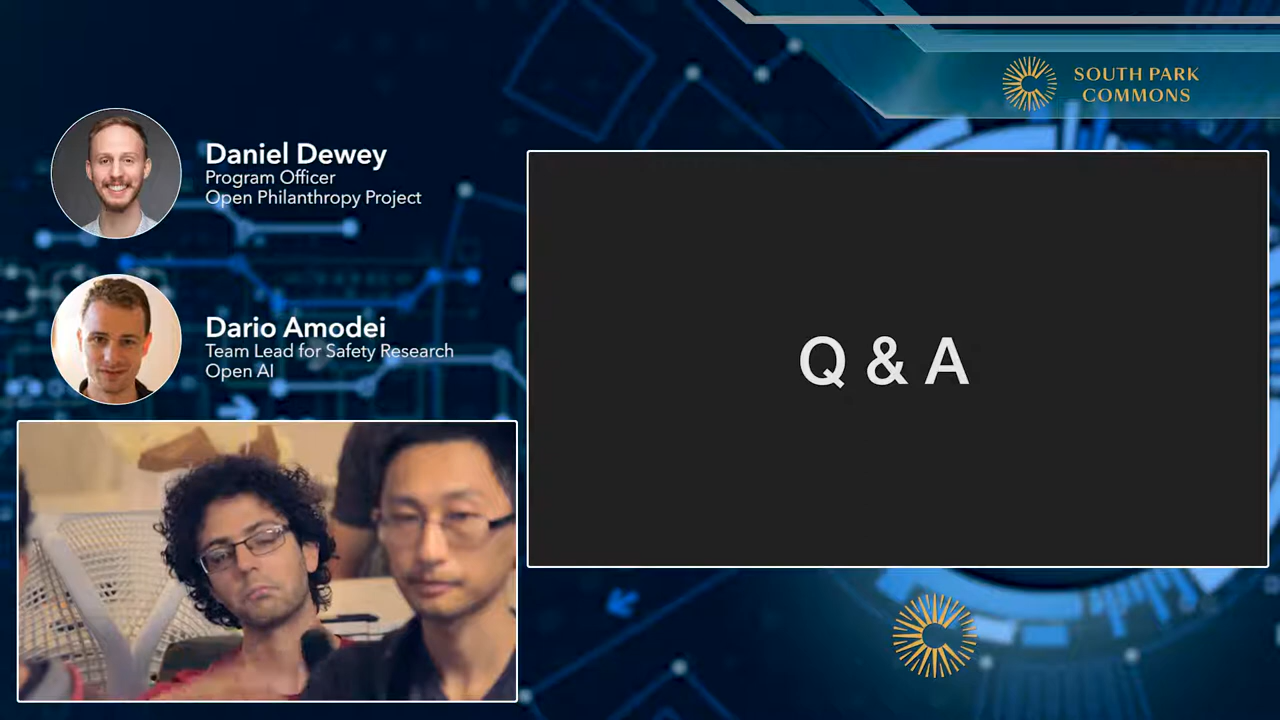 SOUTH PARK
COMMONS
Daniel Dewey
Program Officer
Open Philanthropy Project
Dario Amodei
Team Lead for Safety Research
Open AI
Q & A